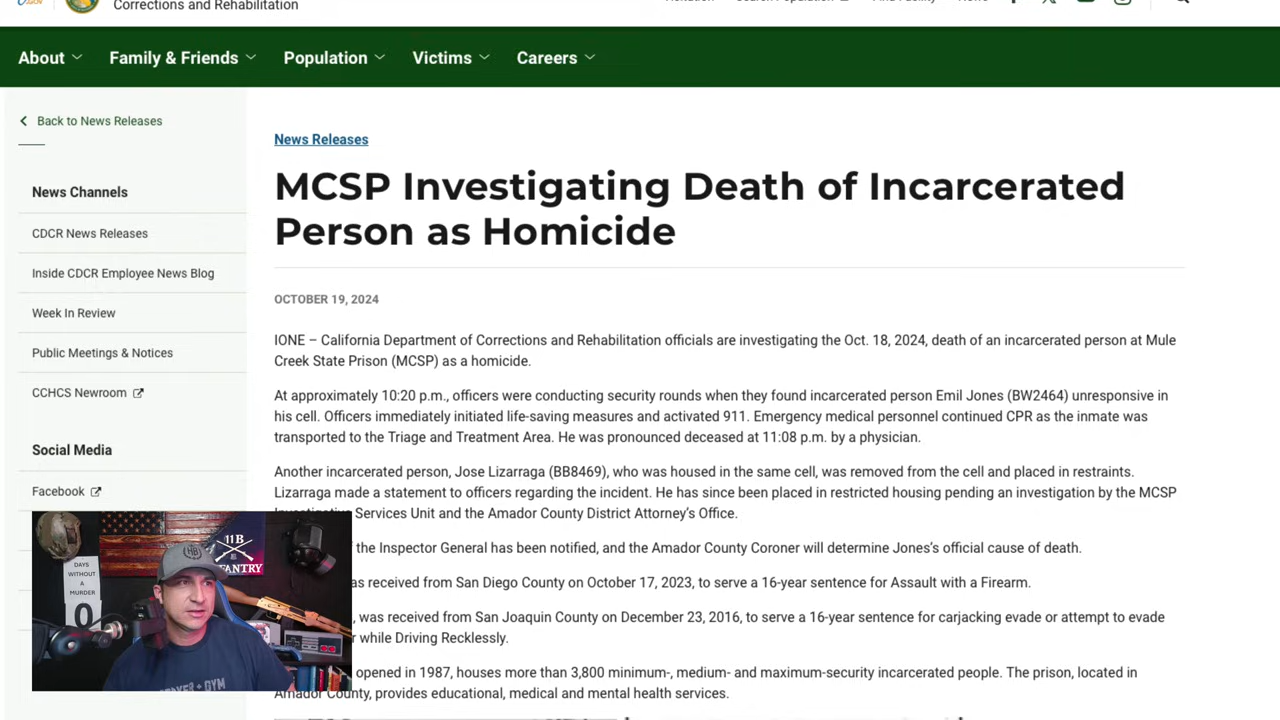 Corrections and Rehabilitation
About
Family & Friends
Population
Victims
Careers
Back to News Releases
News Releases
MCSP Investigating Death of Incarcerated
Person as Homicide
News Channels
CDCR News Releases
Inside CDCR Employee News Blog
Week In Review
Public Meetings & Notices
CCHCS Newroom
Social Media
Facebook
OCTOBER 19, 2024
IONE – California Department of Corrections and Rehabilitation officials are investigating the Oct. 18, 2024, death of an incarcerated person at Mule
Creek State Prison (MCSP) as a homicide.
At approximately 10:20 p.m., officers were conducting security rounds when they found incarcerated person Emil Jones (BW2464) unresponsive in
his cell. Officers immediately initiated life-saving measures and activated 911. Emergency medical personnel continued CPR as the inmate was
transported to the Triage and Treatment Area. He was pronounced deceased at 11:08 p.m. by a physician.
Another incarcerated person, Jose Lizarraga (BB8469), who was housed in the same cell, was removed from the cell and placed in restraints.
Lizarraga made a statement to officers regarding the incident. He has since been placed in restricted housing pending an investigation by the MCSP
Investigative Services Unit and the Amador County District Attorney's Office.
the Inspector General has been notified, and the Amador County Coroner will determine Jones's official cause of death.
as received from San Diego County on October 17, 2023, to serve a 16-year sentence for Assault with a Firearm.
, was received from San Joaquin County on December 23, 2016, to serve a 16-year sentence for carjacking evade or attempt to evade
while Driving Recklessly.
opened in 1987, houses more than 3,800 minimum-, medium- and maximum-security incarcerated people. The prison, located in
Amador County, provides educational, medical and mental health services.
DAYS
WITHOUT
A
MURDER
0
11B